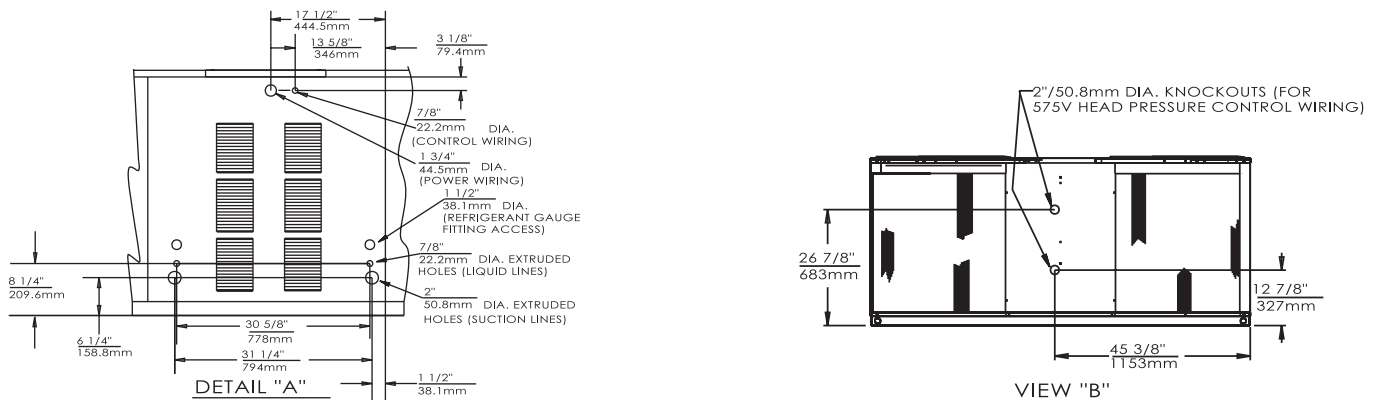 17 1/2"
444.5mm
13 5/8"
346mm
3 1/8"
79.4mm
7/8"
22.2mm DIA.
(CONTROL WIRING)
1 3/4"
44.5mm DIA.
(POWER WIRING)
1 1/2"
38.1mm DIA.
(REFRIGERANT GAUGE
FITTING ACCESS)
7/8"
22.2mm DIA. EXTRUDED
HOLES (LIQUID LINES)
2"
50.8mm DIA. EXTRUDED
HOLES (SUCTION LINES)
8 1/4"
209.6mm
6 1/4"
158.8mm
30 5/8"
778mm
31 1/4"
794mm
1 1/2"
38.1mm
DETAIL "A"
2"/50.8mm DIA. KNOCKOUTS (FOR
575V HEAD PRESSURE CONTROL WIRING)
26 7/8"
683mm
12 7/8"
327mm
45 3/8"
1153mm
VIEW "B"